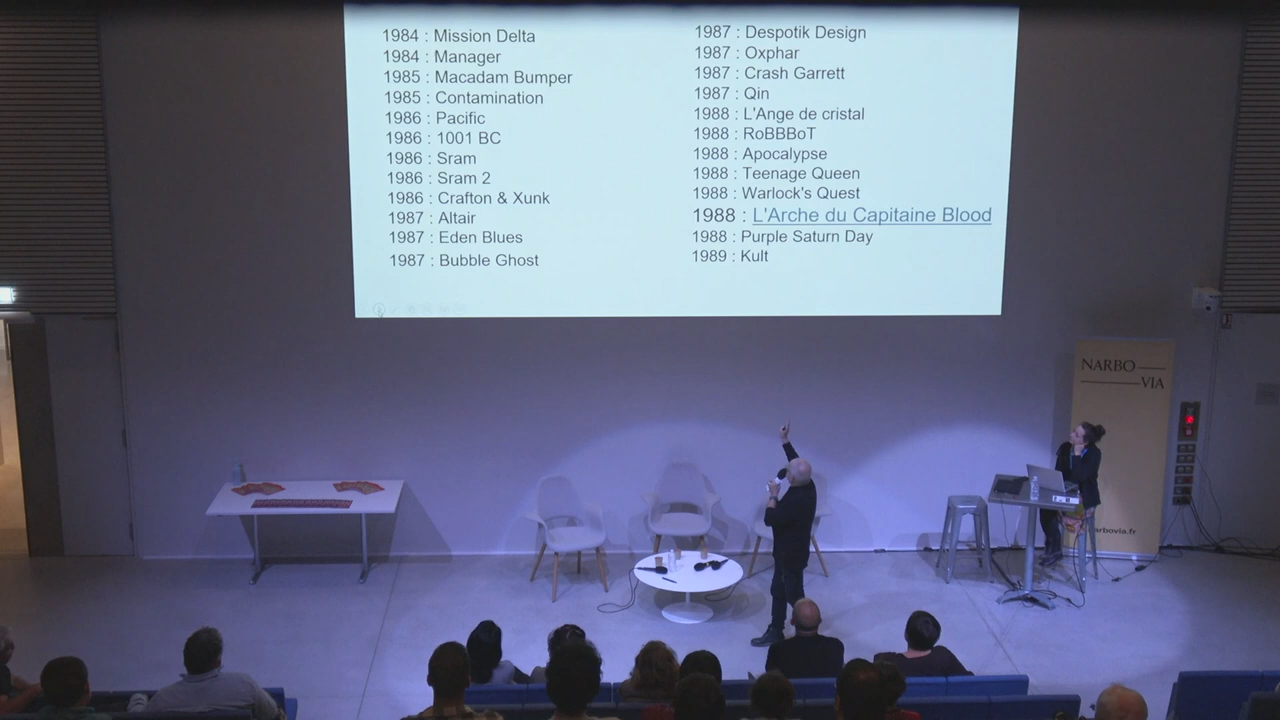 1984 : Mission Delta
1984 : Manager
1985 : Macadam Bumper
1985 : Contamination
1986 : Pacific
1986 : 1001 BC
1986 : Sram
1986 : Sram 2
1986 : Crafton & Xunk
1987 : Altair
1987 : Eden Blues
1987 : Bubble Ghost
1987 : Despotik Design
1987 : Oxphar
1987 : Crash Garrett
1987 : Qin
1988 : L'Ange de cristal
1988 : RoBBBoT
1988 : Apocalypse
1988 : Teenage Queen
1988 : Warlock's Quest
1988 : L'Arche du Capitaine Blood
1988 : Purple Saturn Day
1989 : Kult
NARBO
VIA
arbovia.fr